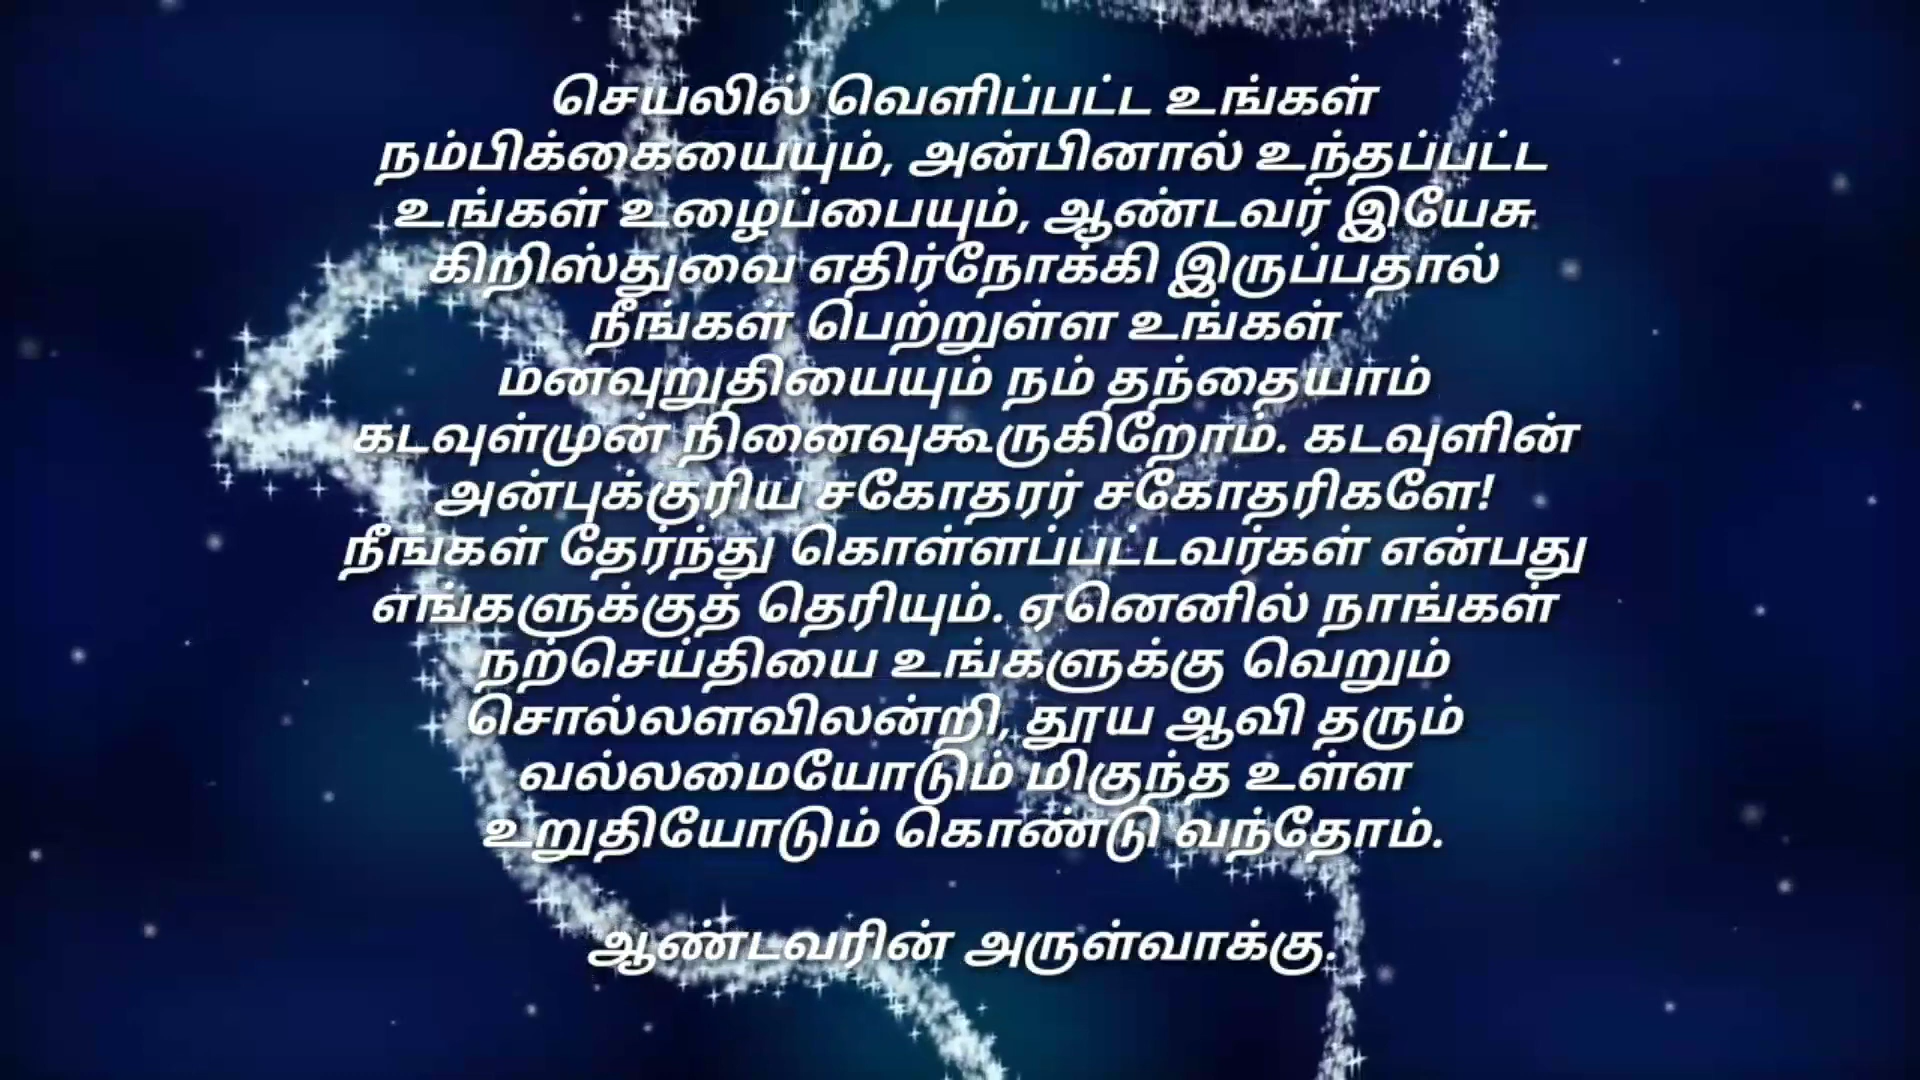 செயலில் வெளிப்பட்ட உங்கள்
நம்பிக்கையையும், அன்பினால் உந்தப்பட்ட
உங்கள் உழைப்பையும், ஆண்டவர் இயேசு
கிறிஸ்துவை எதிர்நோக்கி இருப்பதால்
நீங்கள் பெற்றுள்ள உங்கள்
மனவுறுதியையும் நம் தந்தையாம்
கடவுள்முன் நினைவுகூருகிறோம். கடவுளின்
அன்புக்குரிய சகோதரர் சகோதரிகளே!
நீங்கள் தேர்ந்து கொள்ளப்பட்டவர்கள் என்பது
எங்களுக்குத் தெரியும். ஏனெனில் நாங்கள்
நற்செய்தியை உங்களுக்கு வெறும்
சொல்லளவிலன்றி, தூய ஆவி தரும்
வல்லமையோடும் மிகுந்த உள்ள
உறுதியோடும் கொண்டு வந்தோம்.
ஆண்டவரின் அருள்வாக்கு.